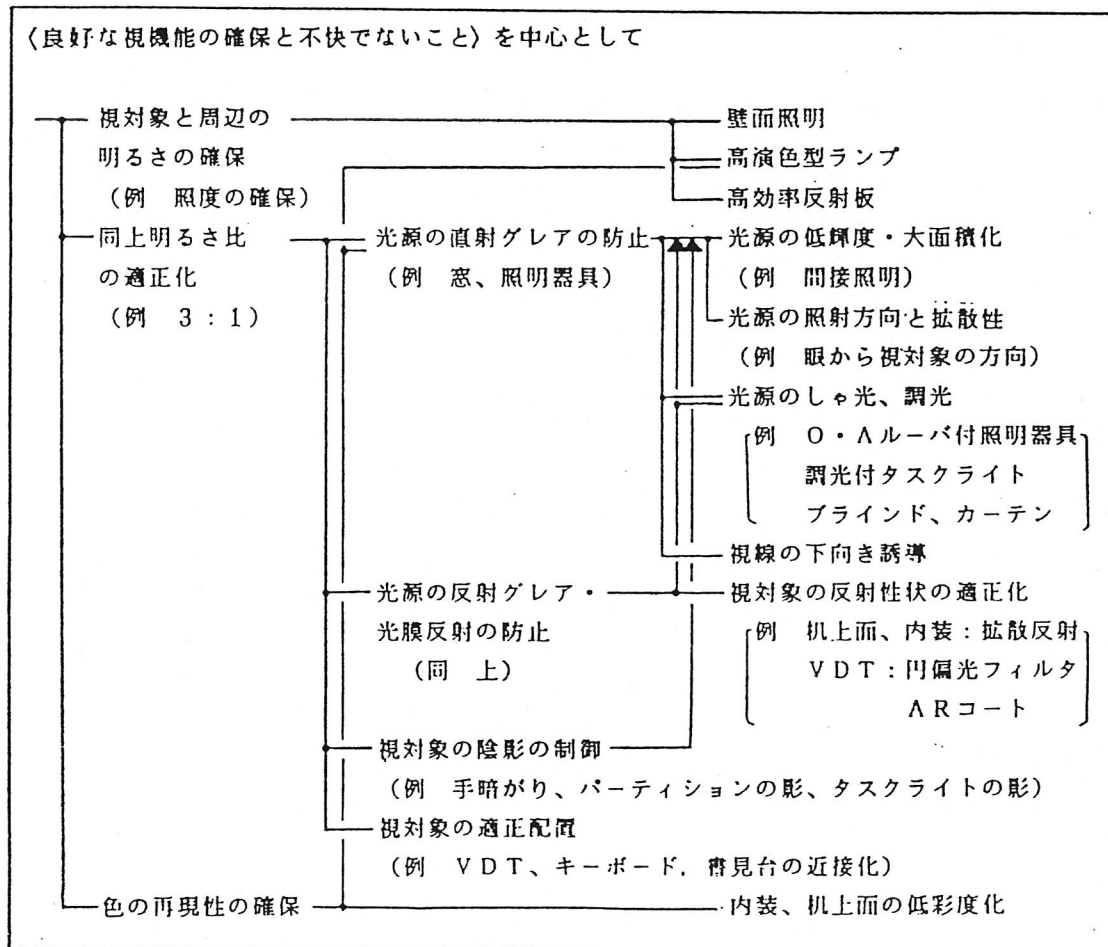 〈良好な視機能の確保と不快でないこと〉を中心として
視対象と周辺の
明るさの確保
（例　照度の確保）
壁面照明
高演色型ランプ
高効率反射板
同上明るさ比
の適正化
（例　3：1）
光源の直射グレアの防止
（例　窓、照明器具）
光源の低輝度・大面積化
（例　間接照明）
光源の照射方向と拡散性
（例　眼から視対象の方向）
光源のしゃ光、調光
例　O・Aルーバ付照明器具
調光付タスクライト
ブラインド、カーテン
視線の下向き誘導
光源の反射グレア・
光膜反射の防止
（同　上）
視対象の反射性状の適正化
例　机上面、内装：拡散反射
VDT：円偏光フィルタ
ARコート
視対象の陰影の制御
（例　手暗がり、パーティションの影、タスクライトの影）
視対象の適正配置
（例　VDT、キーボード，書見台の近接化）
色の再現性の確保
内装、机上面の低彩度化